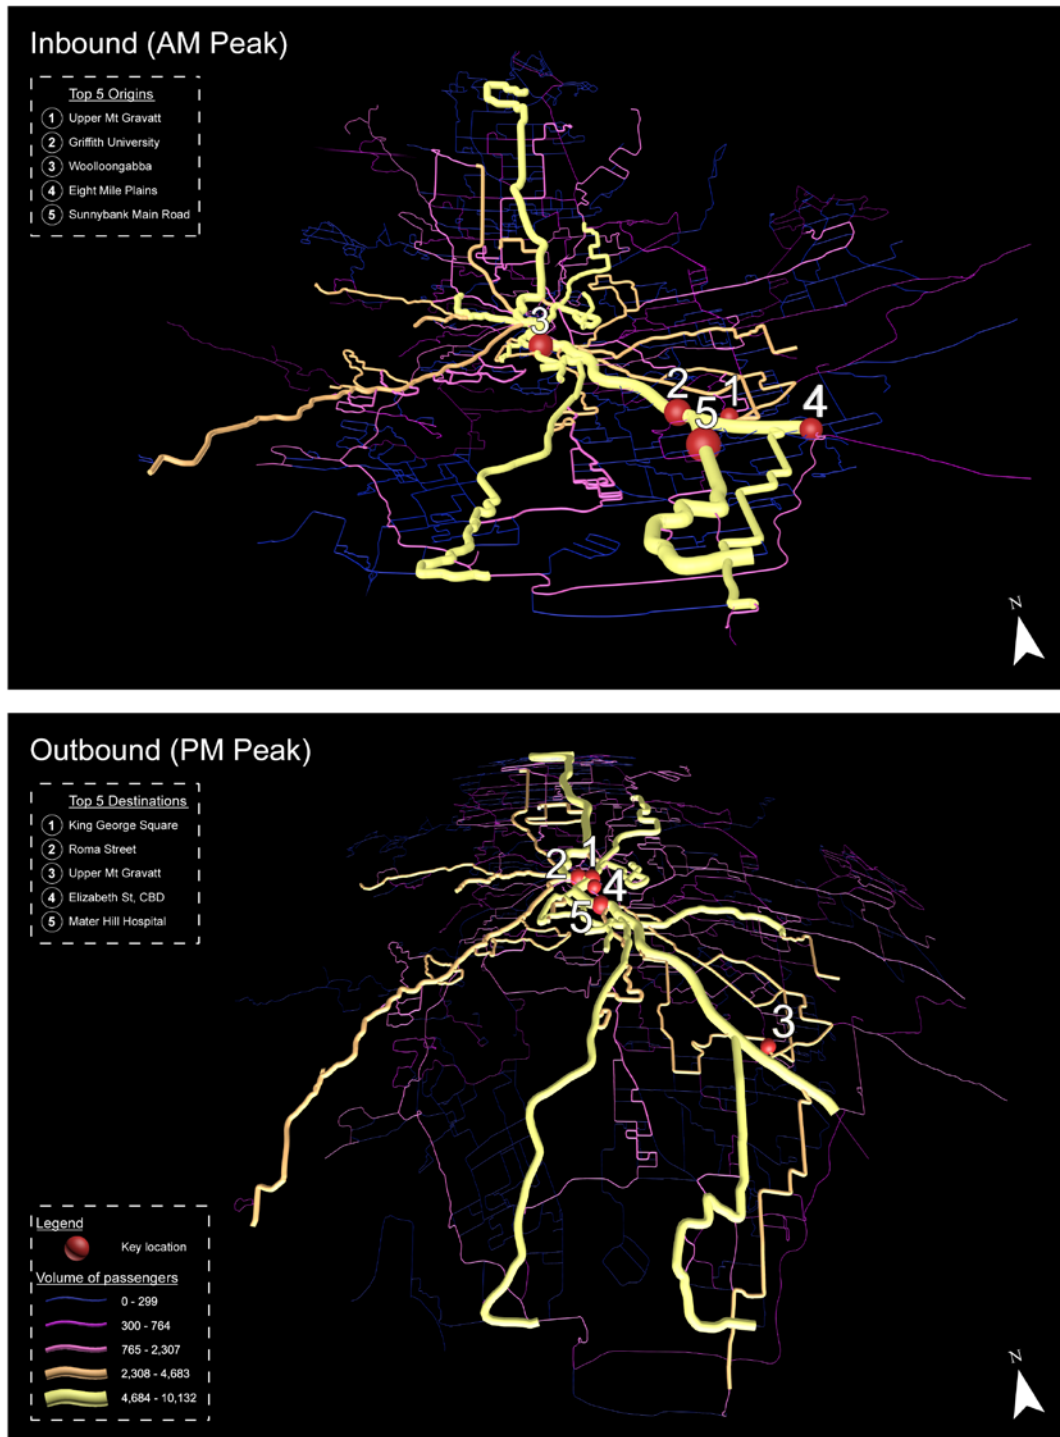 Inbound (AM Peak)
Top 5 Origins
1 Upper Mt Gravatt
2 Griffith University
3 Woolloongabba
4 Eight Mile Plains
5 Sunnybank Main Road
3
2
1
5
4
N
Outbound (PM Peak)
Top 5 Destinations
1 King George Square
2 Roma Street
3 Upper Mt Gravatt
4 Elizabeth St, CBD
5 Mater Hill Hospital
1
2
4
5
3
Legend
Key location
Volume of passengers
0 - 299
300 - 764
765 - 2,307
2,308 - 4,683
4,684 - 10,132
N